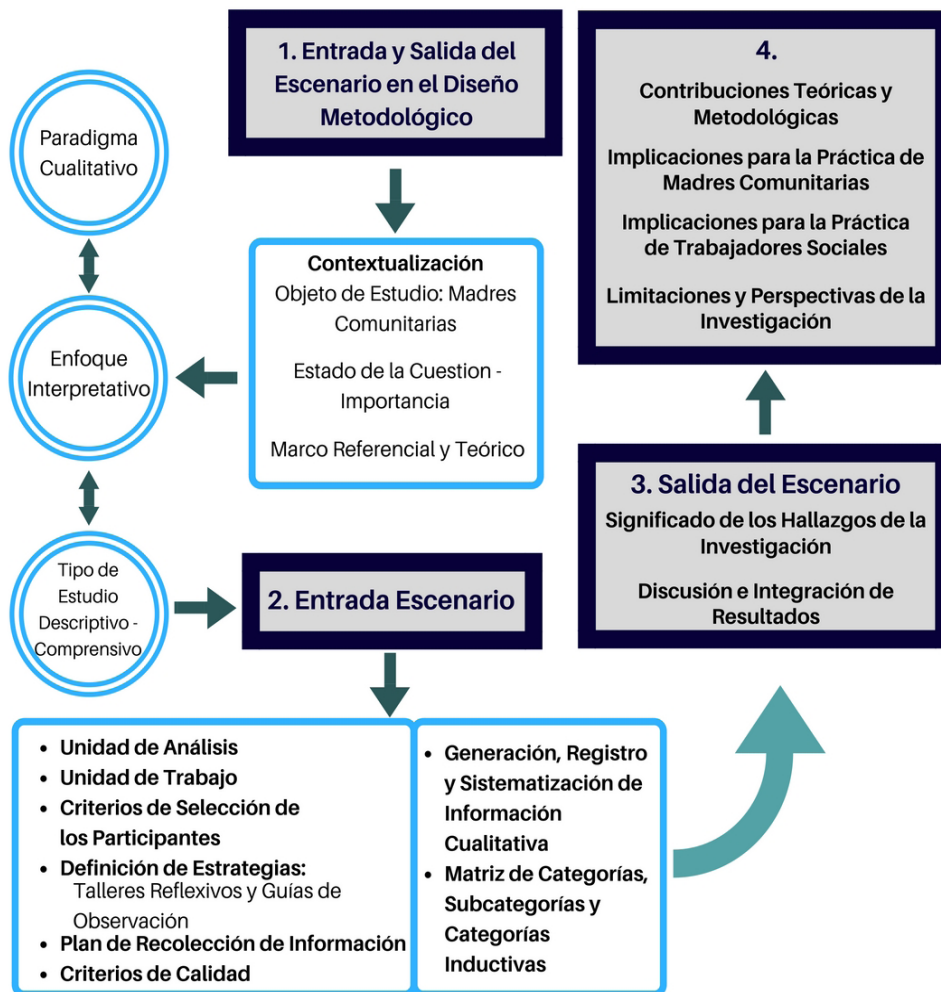 1. Entrada y Salida del
Escenario en el Diseño
Metodológico
Paradigma
Cualitativo
Contextualización
Objeto de Estudio: Madres
Comunitarias
Estado de la Cuestion -
Importancia
Marco Referencial y Teórico
Enfoque
Interpretativo
Tipo de
Estudio
Descriptivo -
Comprensivo
2. Entrada Escenario
• Unidad de Análisis
• Unidad de Trabajo
• Criterios de Selección de
los Participantes
• Definición de Estrategias:
Talleres Reflexivos y Guías de
Observación
• Plan de Recolección de Información
• Criterios de Calidad
• Generación, Registro
y Sistematización de
Información
Cualitativa
• Matriz de Categorías,
Subcategorías y
Categorías
Inductivas
3. Salida del Escenario
Significado de los Hallazgos de la
Investigación
Discusión e Integración de
Resultados
4.
Contribuciones Teóricas y
Metodológicas
Implicaciones para la Práctica de
Madres Comunitarias
Implicaciones para la Práctica
de Trabajadores Sociales
Limitaciones y Perspectivas de la
Investigación